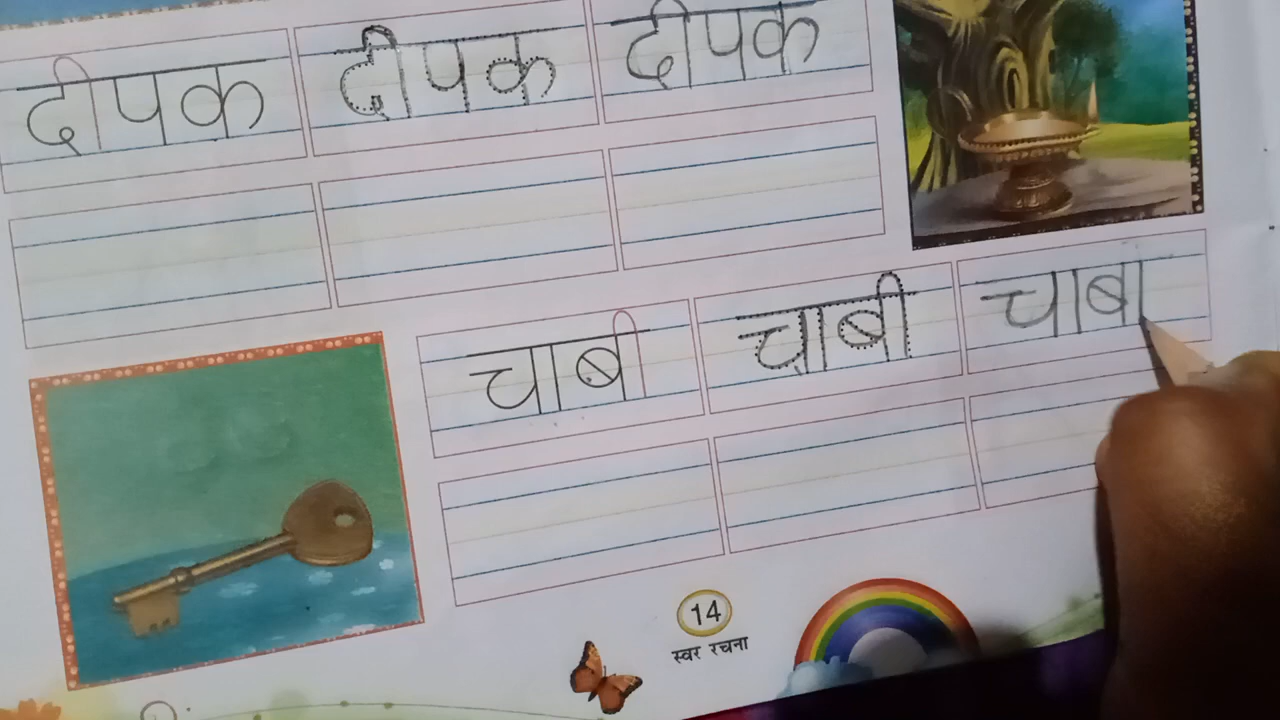 दीपक दीपक दीपक
चाबी चाबी चाबा
14
स्वर रचना